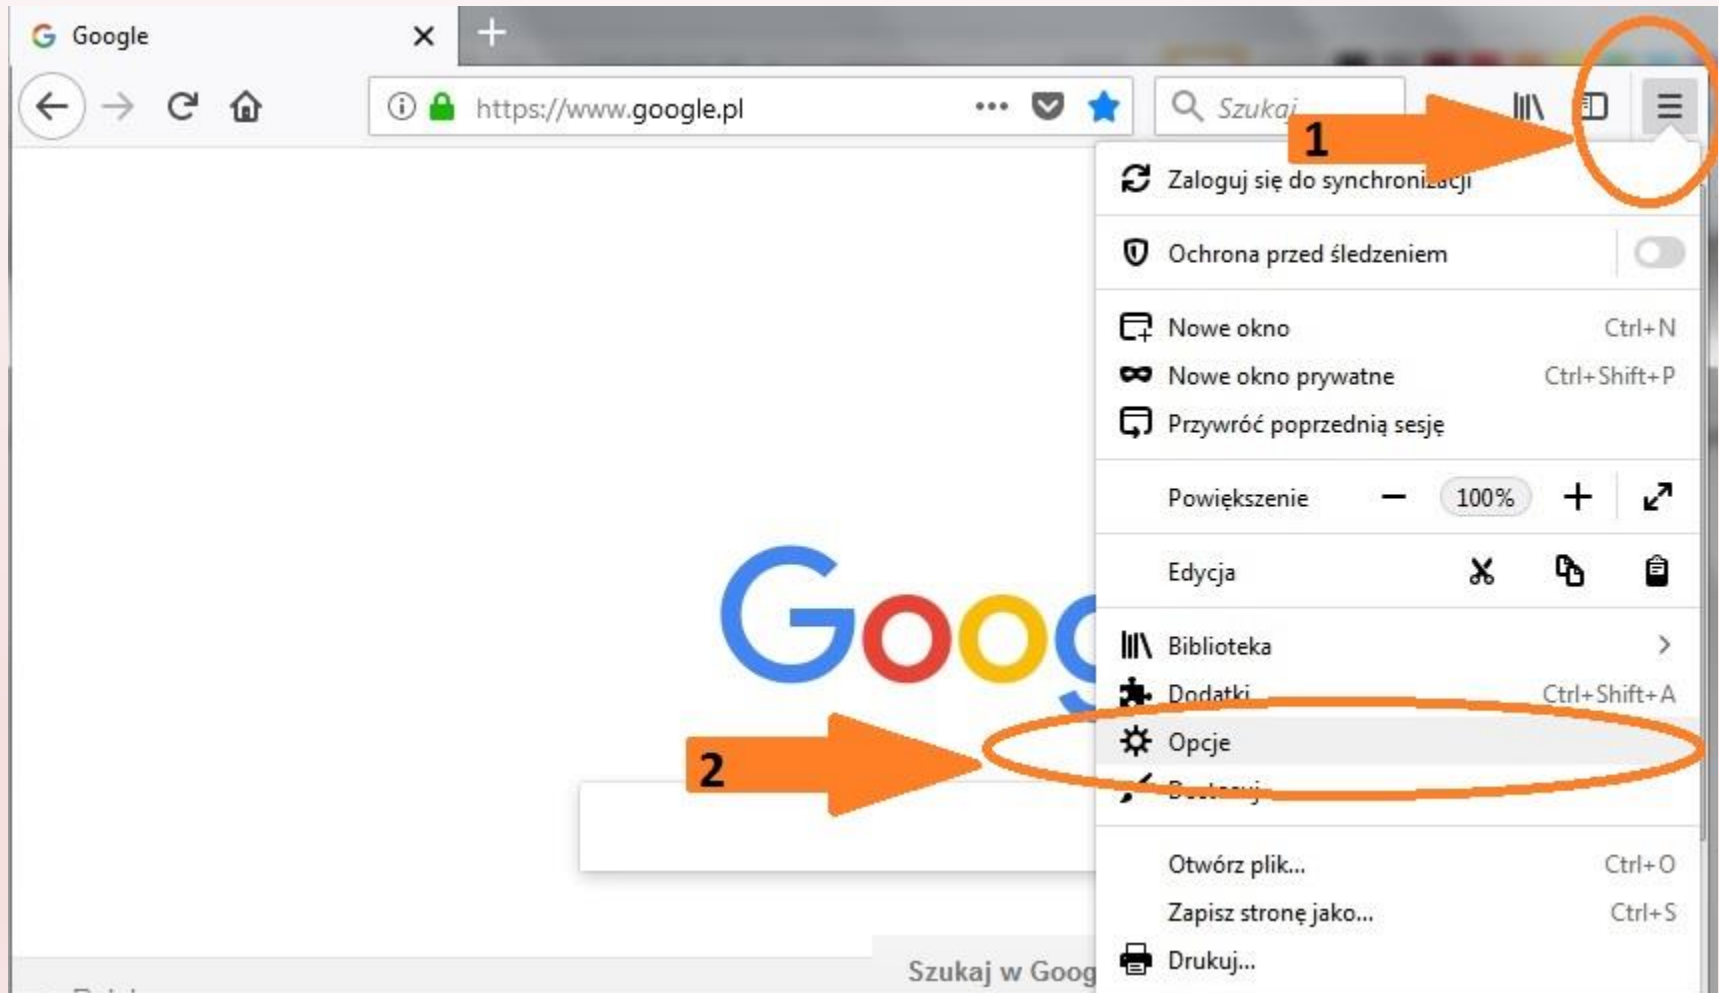 Google
https://www.google.pl
Szukaj
1
Zaloguj się do synchronizacji
Ochrona przed śledzeniem
Nowe okno Ctrl+N
Nowe okno prywatne Ctrl+Shift+P
Przywróć poprzednią sesję
Powiększenie 100%
Edycja
Biblioteka
Dodatki Ctrl+Shift+A
Opcje
2
Dostosuj
Otwórz plik... Ctrl+O
Zapisz stronę jako... Ctrl+S
Drukuj...
Goog
Szukaj w Goog